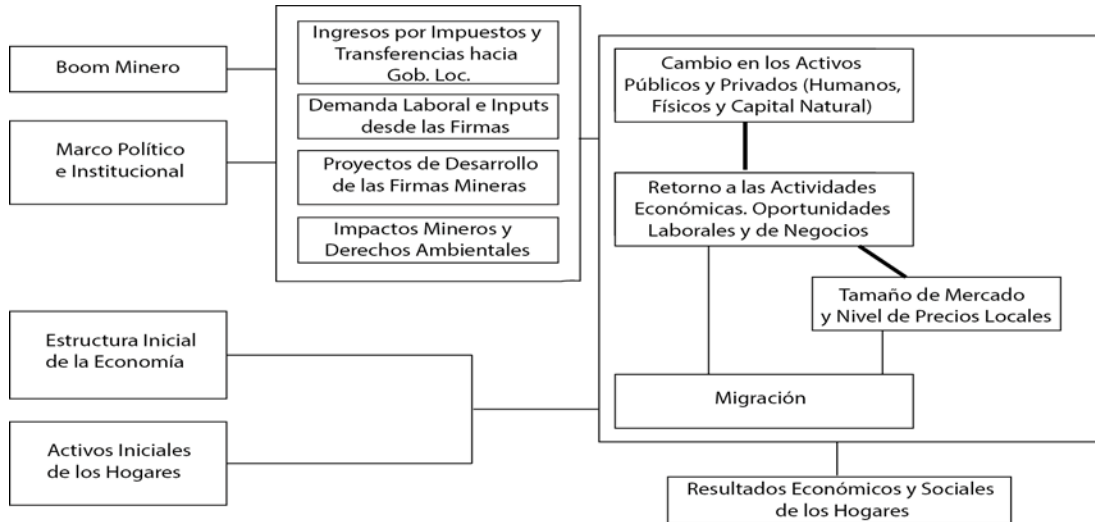 Boom Minero
Marco Político
e Institucional
Ingresos por Impuestos y
Transferencias hacia
Gob. Loc.
Demanda Laboral e Inputs
desde las Firmas
Proyectos de Desarrollo
de las Firmas Mineras
Impactos Mineros y
Derechos Ambientales
Cambio en los Activos
Públicos y Privados (Humanos,
Físicos y Capital Natural)
Retorno a las Actividades
Económicas. Oportunidades
Laborales y de Negocios
Tamaño de Mercado
y Nivel de Precios Locales
Migración
Estructura Inicial
de la Economía
Activos Iniciales
de los Hogares
Resultados Económicos y Sociales
de los Hogares